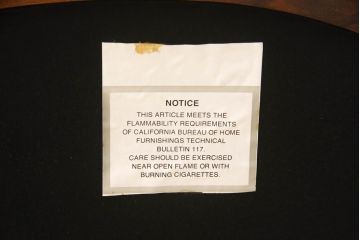 NOTICE
THIS ARTICLE MEETS THE
FLAMMABILITY REQUIREMENTS
OF CALIFORNIA BUREAU OF HOME
FURNISHINGS TECHNICAL
BULLETIN 117.
CARE SHOULD BE EXERCISED
NEAR OPEN FLAME OR WITH
BURNING CIGARETTES.